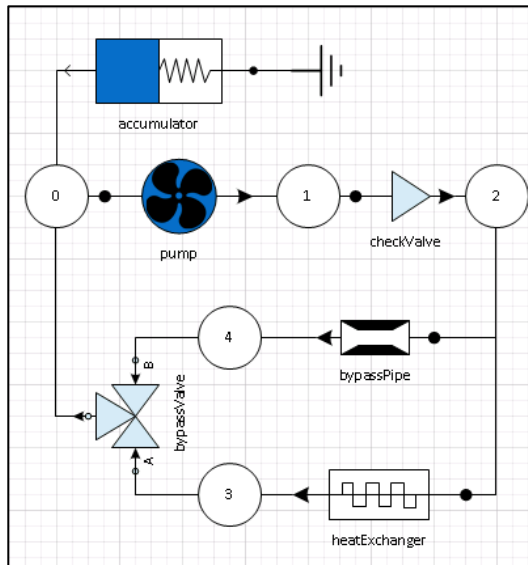 accumulator
0
1
2
pump
checkValve
4
bypassPipe
B
bypassValve
A
3
heatExchanger